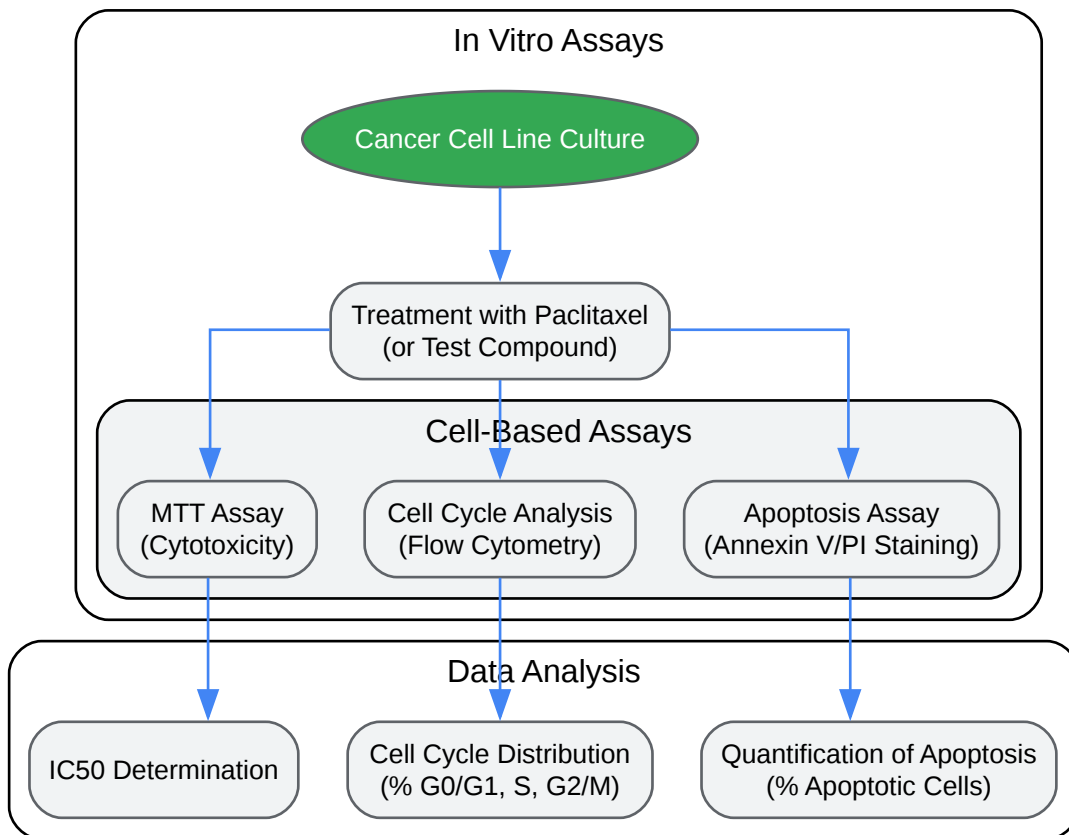 In Vitro Assays
Cancer Cell Line Culture
Treatment with Paclitaxel
(or Test Compound)
Cell-Based Assays
MTT Assay
(Cytotoxicity)
Cell Cycle Analysis
(Flow Cytometry)
Apoptosis Assay
(Annexin V/PI Staining)
Data Analysis
IC50 Determination
Cell Cycle Distribution
(% G0/G1, S, G2/M)
Quantification of Apoptosis
(% Apoptotic Cells)